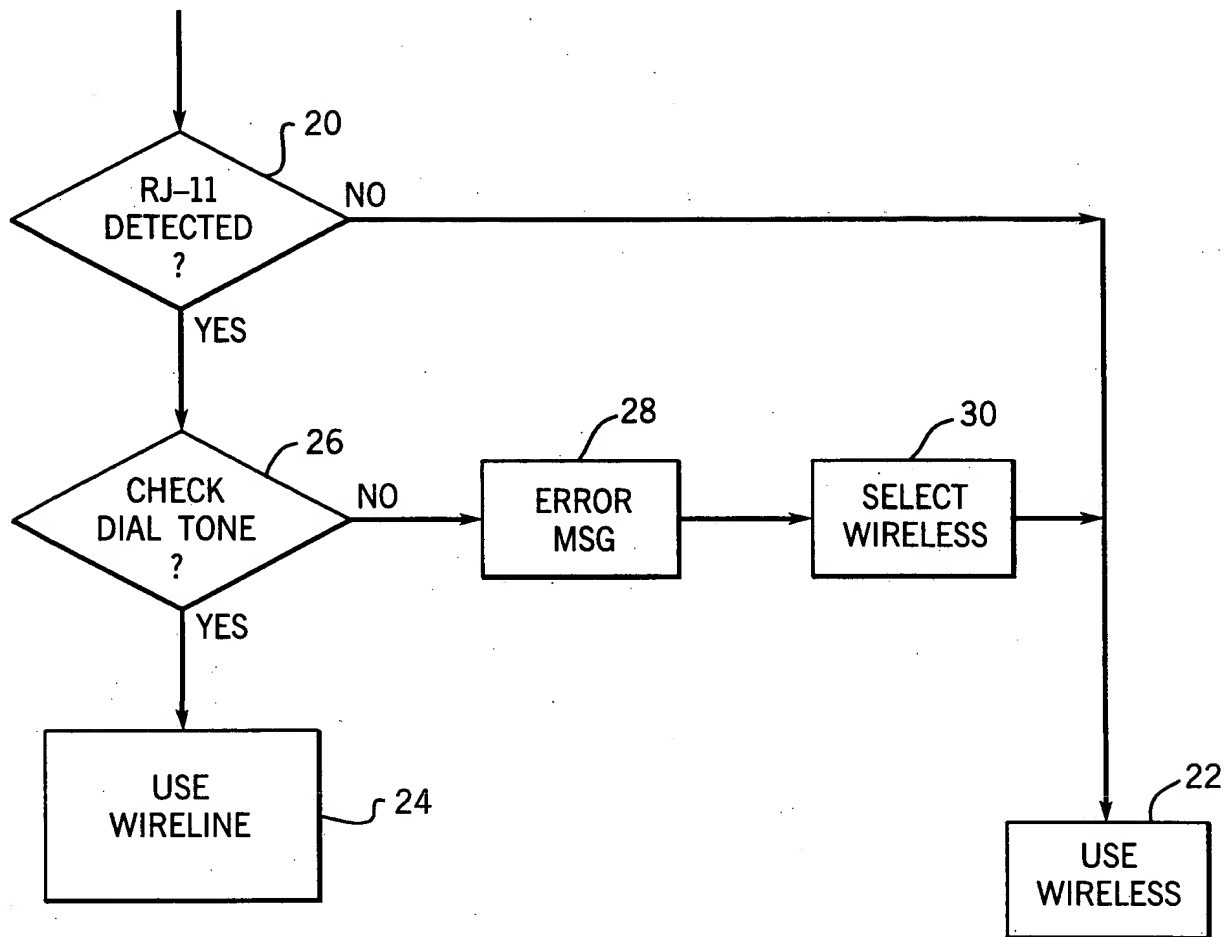 20
RJ-11
DETECTED
?
NO
YES
26
CHECK
DIAL TONE
?
NO
YES
28
ERROR
MSG
30
SELECT
WIRELESS
USE
WIRELINE
24
22
USE
WIRELESS